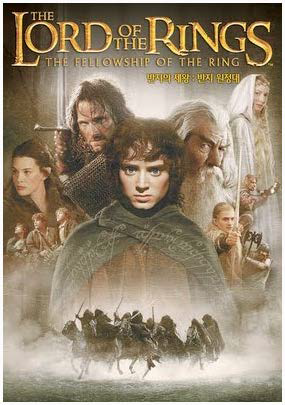 THE
LORD OF THE RINGS
THE FELLOWSHIP OF THE RING
반지의 제왕 : 반지 원정대